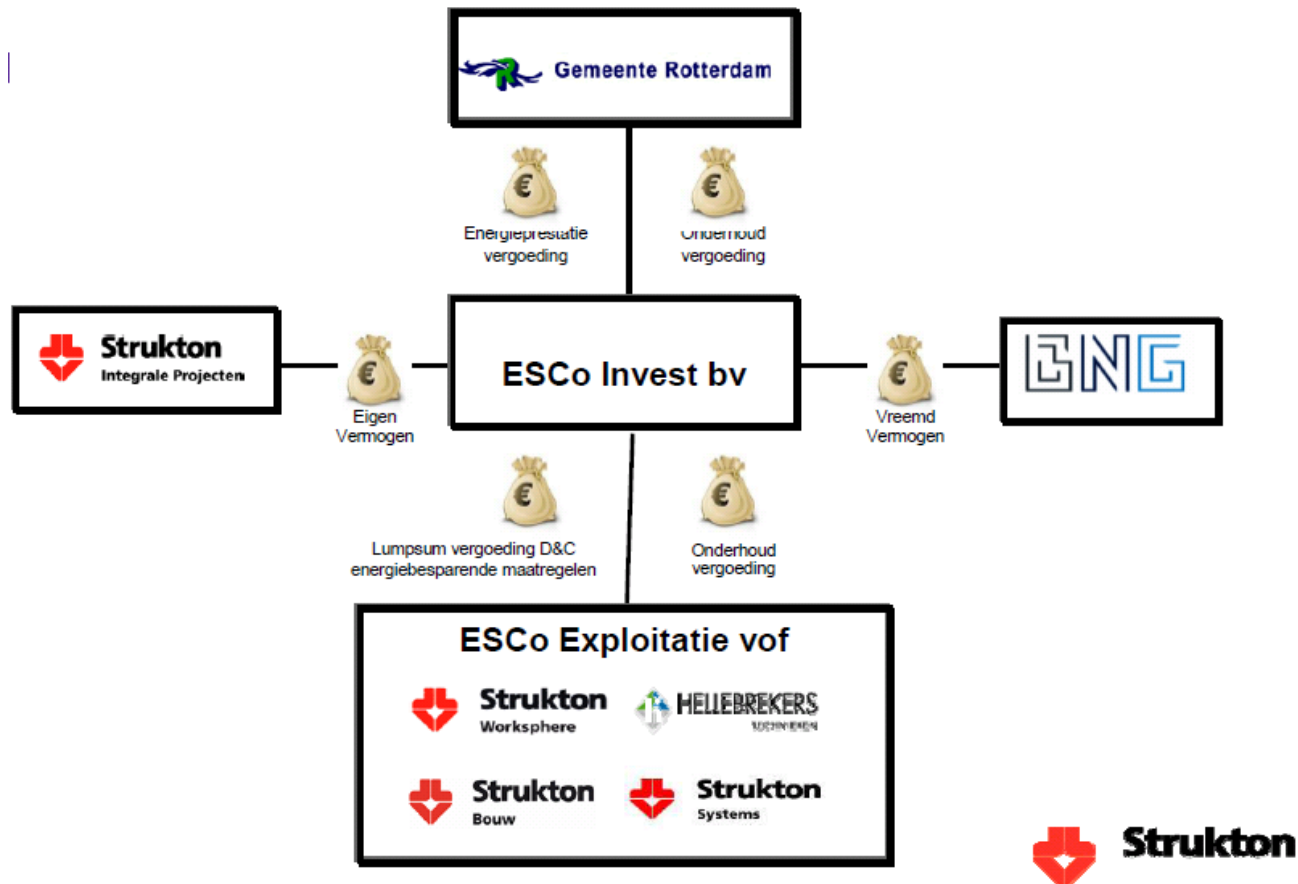 Gemeente Rotterdam
Energieprestatie
vergoeding
Onderhoud
vergoeding
Strukton
Integrale Projecten
€
Eigen
Vermogen
ESCo Invest bv
€
Vreemd
Vermogen
BNG
€
€
Lumpsum vergoeding D&C
energiebesparende maatregelen
€
Onderhoud
vergoeding
€
ESCo Exploitatie vof
Strukton
Worksphere
HELLEBREKERS
TECHNIEKEN
Strukton
Bouw
Strukton
Systems
Strukton